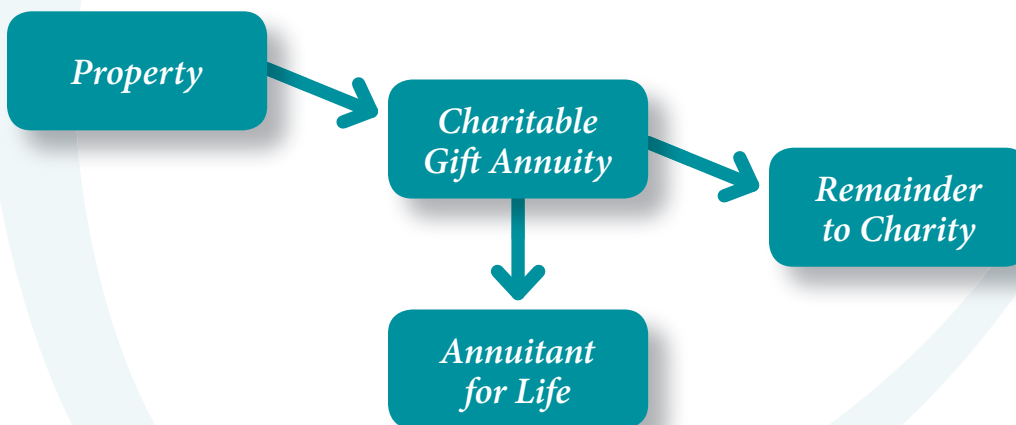 Property
Charitable
Gift Annuity
Remainder
to Charity
Annuitant
for Life